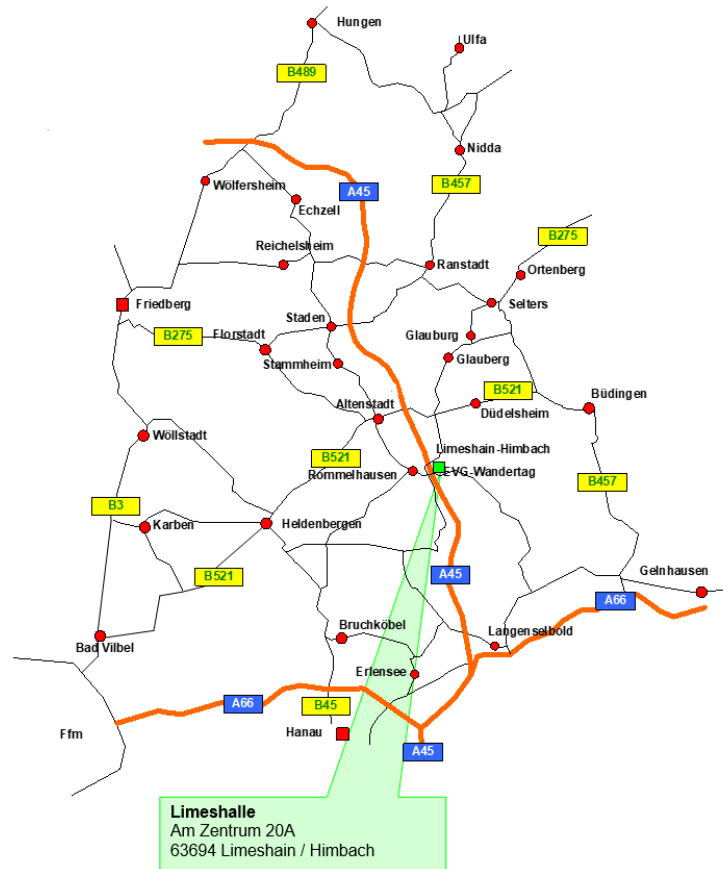 Hungen
Ulfa
B489
Nidda
A45
B457
Wölfersheim
Echzell
B275
Reichelsheim
Ranstadt
Ortenberg
Friedberg
Selters
Staden
B275
Florstadt
Glauburg
Stammheim
Glauberg
B521
Büdingen
Altenstadt
Düdelsheim
Wöllstadt
Limeshain-Himbach
B521
Rommelhausen
EVG-Wandertag
B457
B3
Karben
Heldenbergen
B521
A45
Gelnhausen
A66
Bruchköbel
Langenselbold
Bad Vilbel
Erlensee
A66
B45
Ffm
Hanau
A45
Limeshalle
Am Zentrum 20A
63694 Limeshain / Himbach